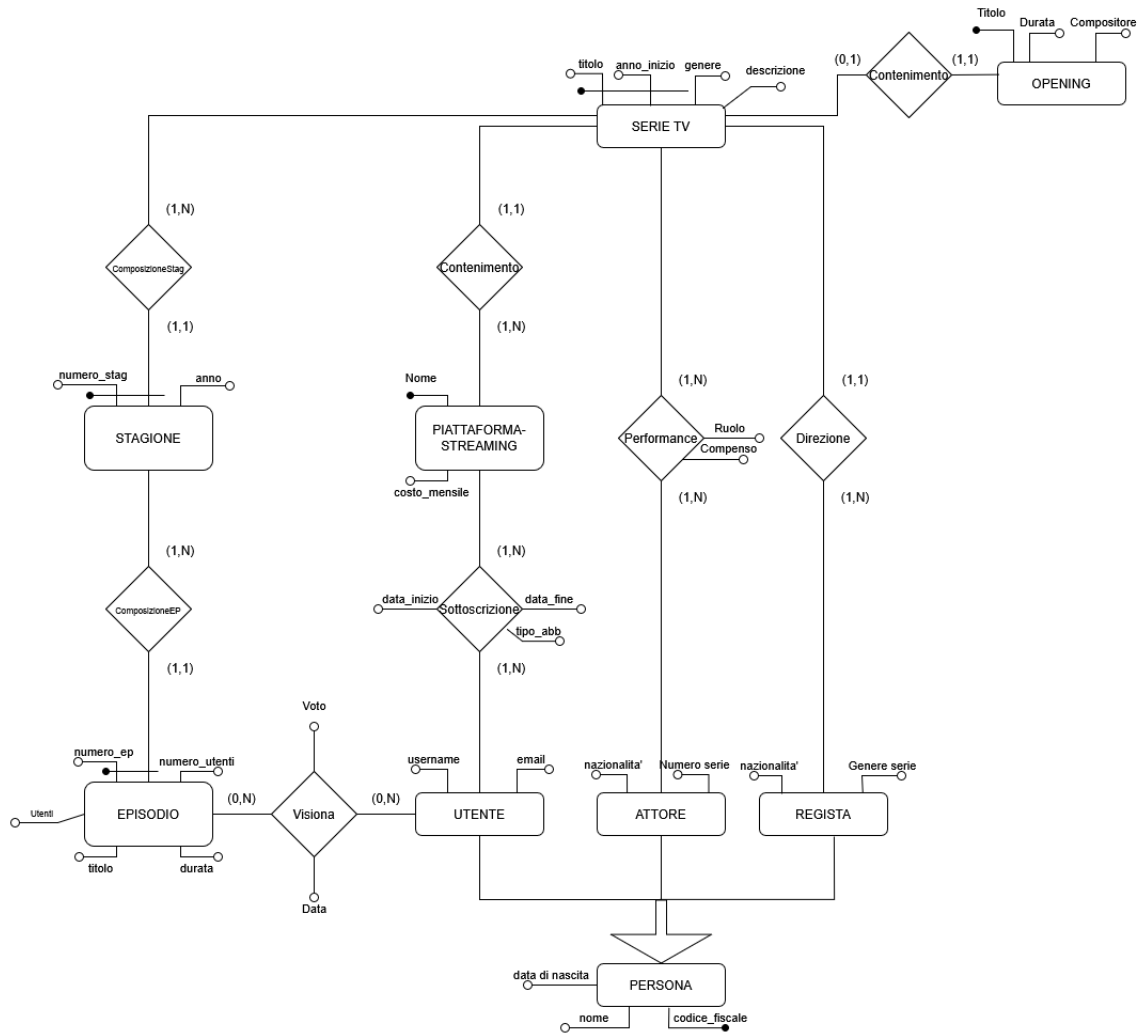 Titolo
Durata
Compositore
titolo
anno_inizio
genere
descrizione
(0,1)
Contenimento
(1,1)
OPENING
SERIE TV
(1,N)
ComposizioneStag
(1,1)
(1,1)
Contenimento
(1,N)
numero_stag
anno
STAGIONE
Nome
PIATTAFORMA-
STREAMING
costo_mensile
(1,N)
Performance
Ruolo
Compenso
(1,N)
(1,1)
Direzione
(1,N)
(1,N)
ComposizioneEP
(1,1)
(1,N)
data_inizio
Sottoscrizione
data_fine
tipo_abb
(1,N)
Voto
numero_ep
numero_utenti
Utenti
EPISODIO
titolo
durata
(0,N)
Visiona
(0,N)
Data
username
email
UTENTE
nazionalita'
Numero serie
ATTORE
nazionalita'
Genere serie
REGISTA
data di nascita
PERSONA
nome
codice_fiscale